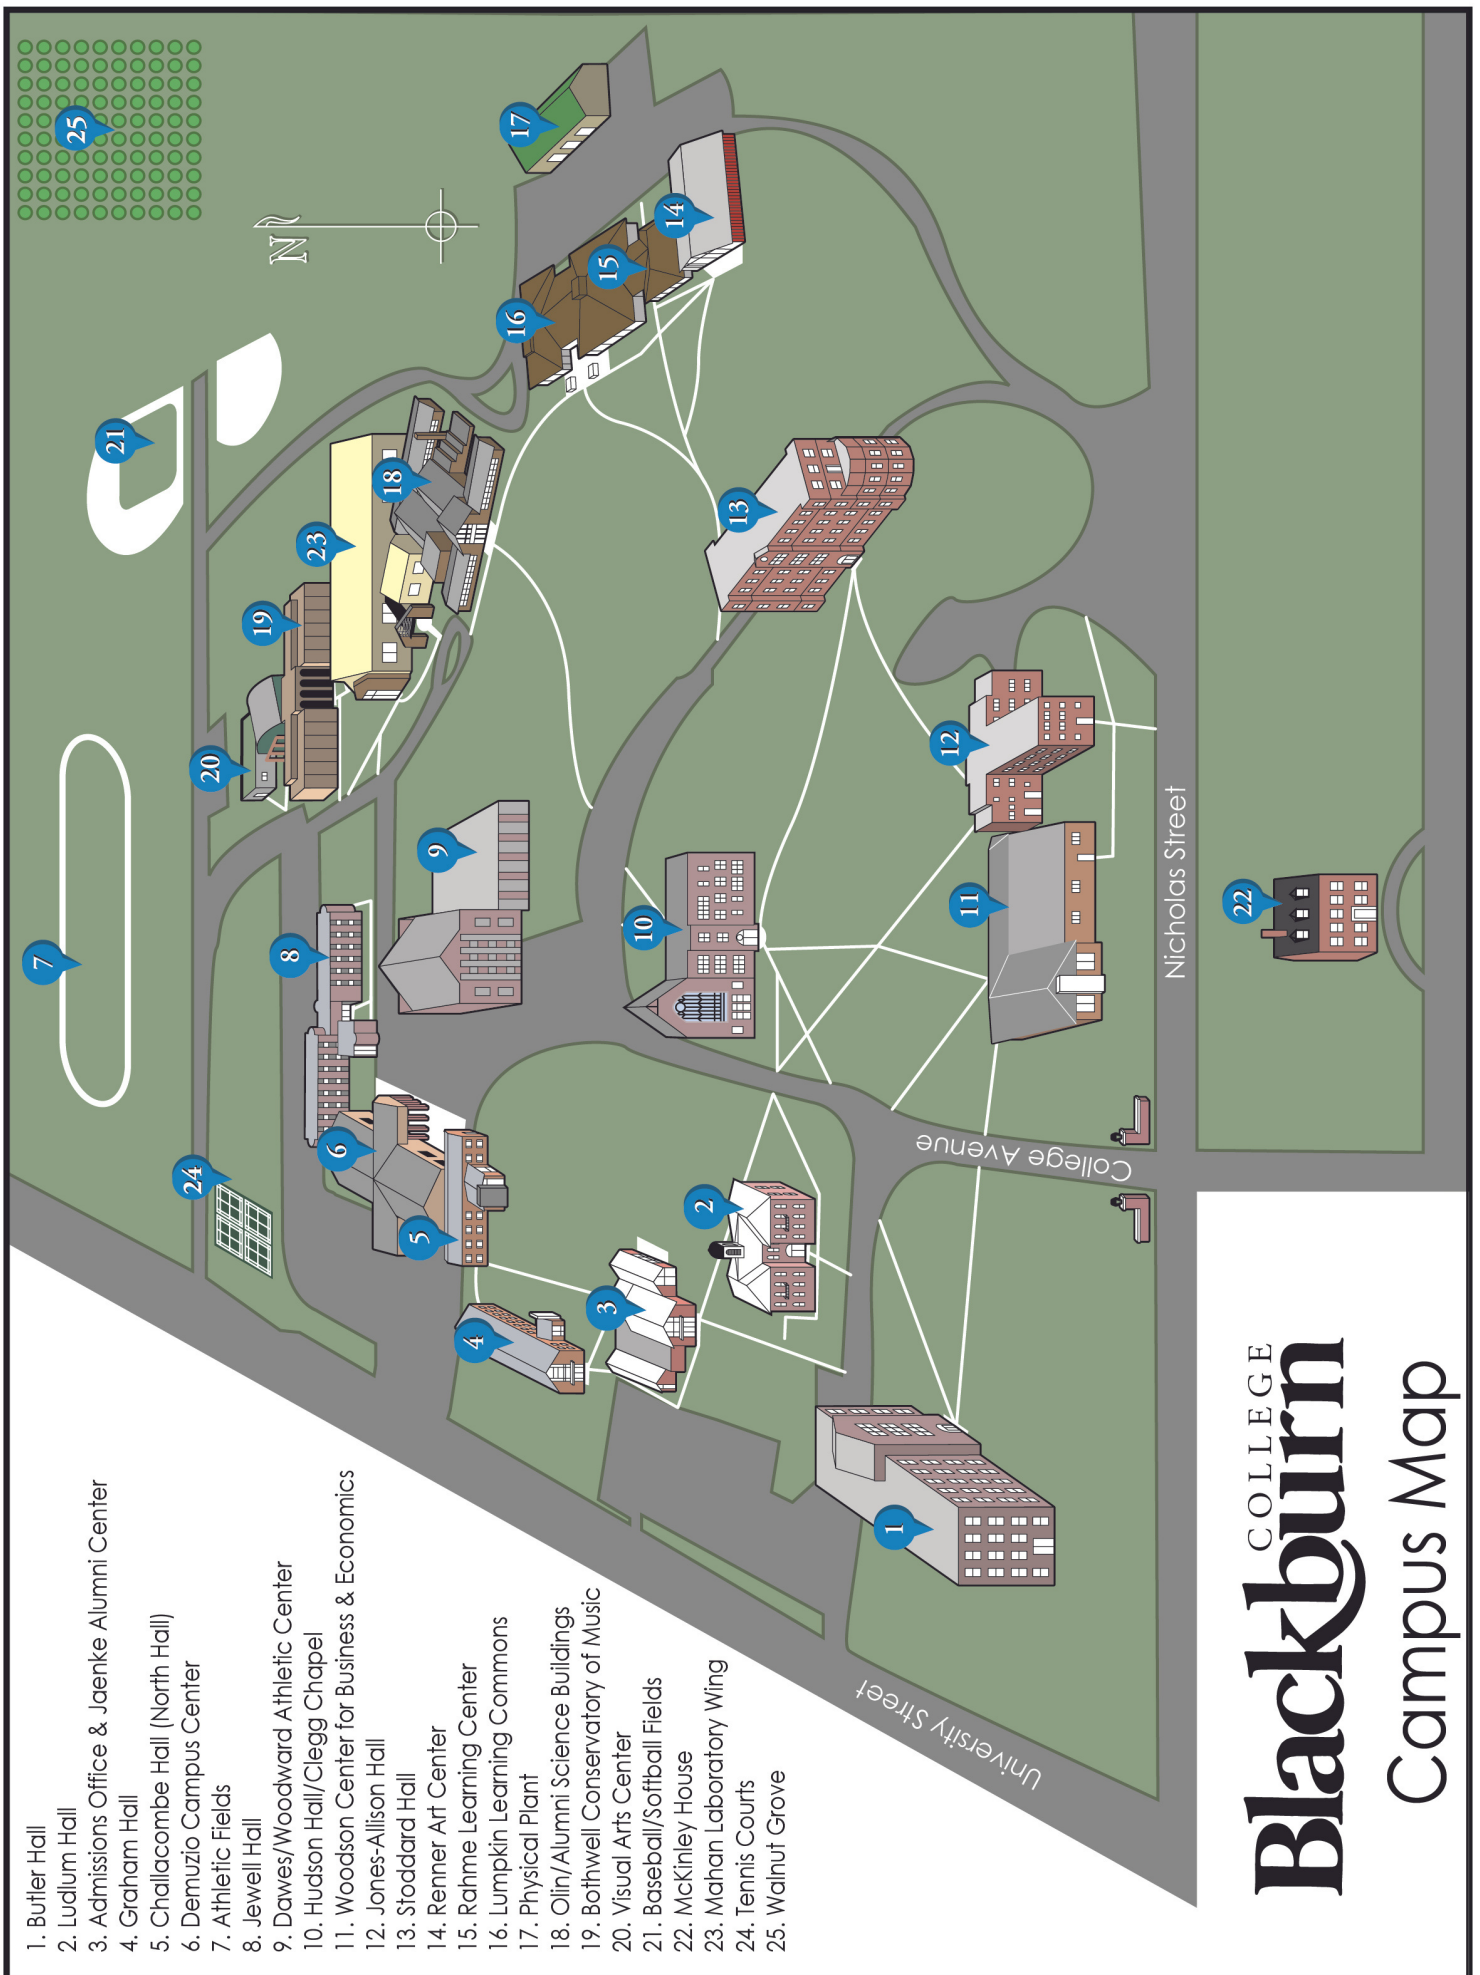 1. Butler Hall
2. Ludum Hall
3. Admissions Office & Jaenke Alumni Center
4. Graham Hall
5. Challacombe Hall (North Hall)
6. Demuzio Campus Center
7. Athletic Fields
8. Jewell Hall
9. Dawes/Woodward Athletic Center
10. Hudson Hall/Clegg Chapel
11. Woodson Center for Business & Economics
12. Jones-Allison Hall
13. Stoddard Hall
14. Renner Art Center
15. Rahme Learning Center
16. Lumpkin Learning Commons
17. Physical Plant
18. Olin/Alumni Science Buildings
19. Bothwell Conservatory of Music
20. Visual Arts Center
21. Baseball/Softball Fields
22. McKinley House
23. Mahan Laboratory Wing
24. Tennis Courts
25. Walnut Grove
7
21
25
24
20
19
23
8
6
18
N
5
9
4
16
17
3
15
10
14
2
13
1
12
11
University Street
College Avenue
Nicholas Street
22
COLLEGE
Blackburn
Campus Map